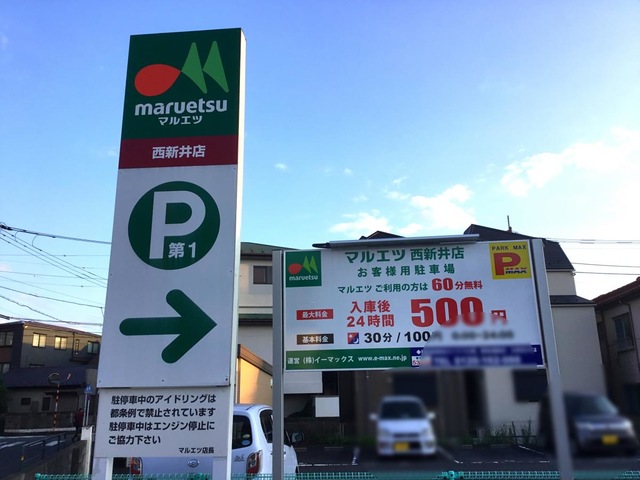 maruetsu
マルエツ
西新井店
P
第1
駐停車中のアイドリングは
都条例で禁止されています
駐停車中はエンジン停止に
ご協力下さい
マルエツ店長
maruetsu
マルエツ 西新井店
お客様用駐車場
PARK MAX
P
マルエツ ご利用の方は 60分無料
最大料金 入庫後 24時間 500円
基本料金 30分/100円
運営 (株)イーマックス www.e-max.ne.jp